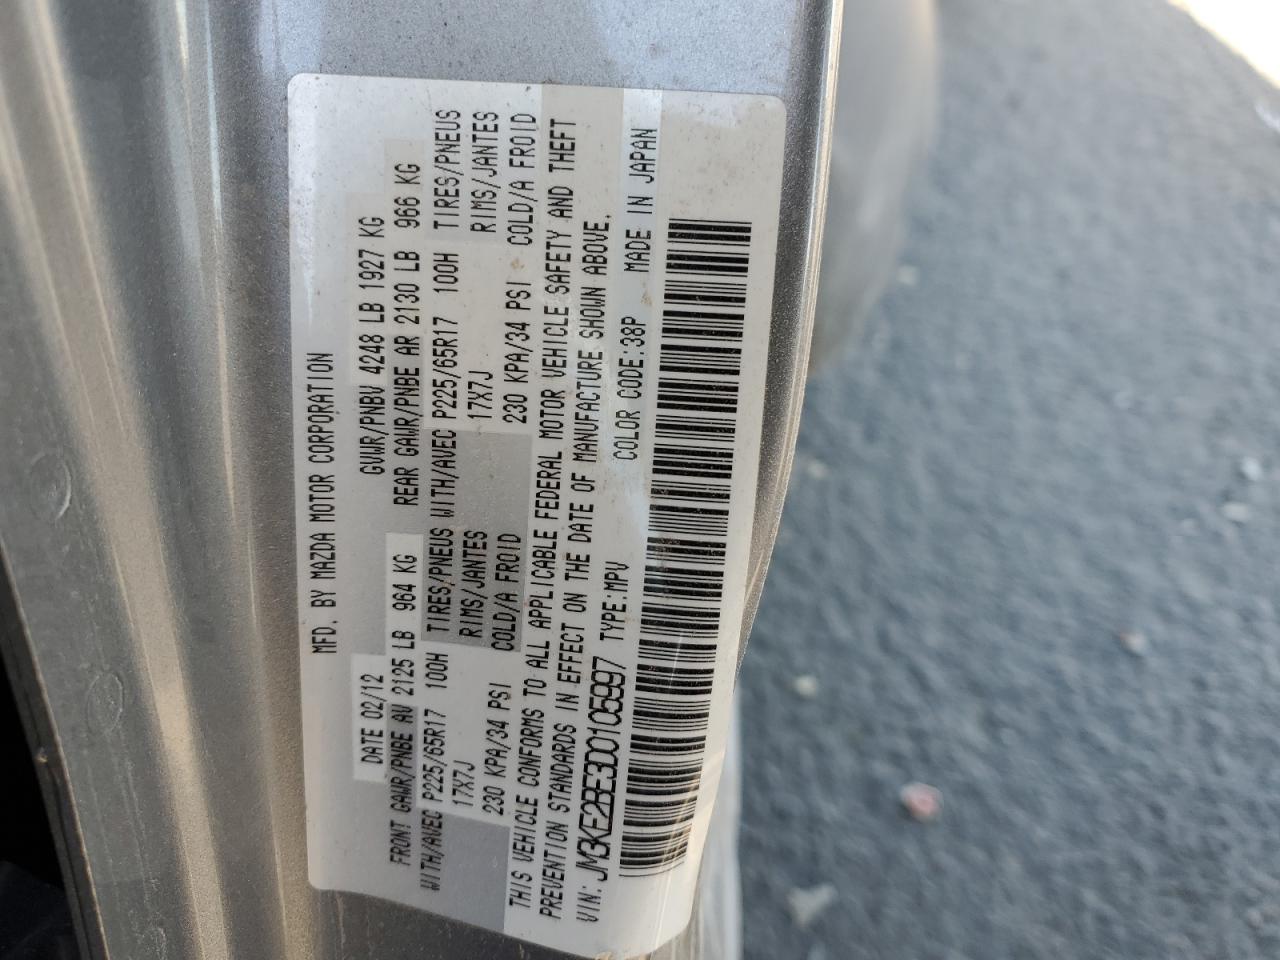 MFD. BY MAZDA MOTOR CORPORATION
DATE 02/12 GVWR/PNBV 4248 LB 1927 KG
FRONT GAWR/PNBE AV 2125 LB 964 KG REAR GAWR/PNBE AR 2130 LB 966 KG
WITH/AVEC P225/65R17 100H TIRES/PNEUS WITH/AVEC P225/65R17 100H TIRES/PNEUS
17X7J RIMS/JANTES 17X7J RIMS/JANTES
230 KPA/34 PSI COLD/A FROID 230 KPA/34 PSI COLD/A FROID
THIS VEHICLE CONFORMS TO ALL APPLICABLE FEDERAL MOTOR VEHICLE SAFETY AND THEFT
PREVENTION STANDARDS IN EFFECT ON THE DATE OF MANUFACTURE SHOWN ABOVE.
VIN: JM3KE2BE3D0105997 TYPE:MPV COLOR CODE:38P MADE IN JAPAN